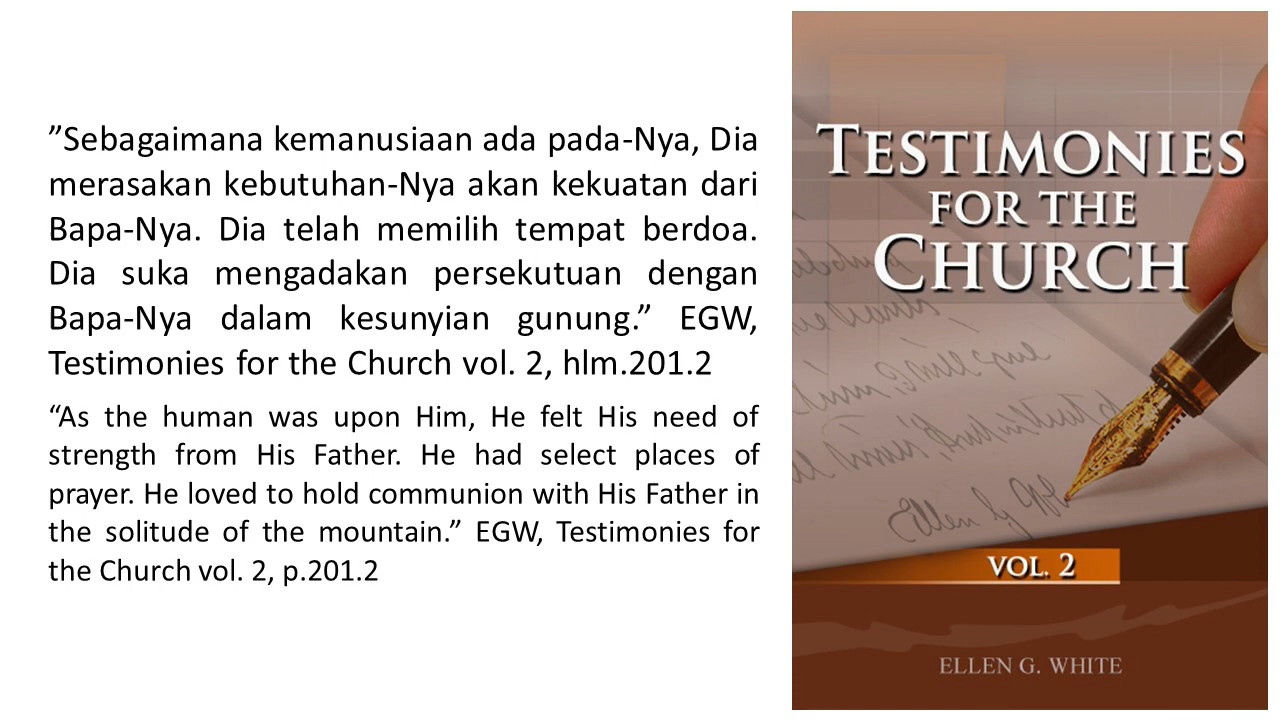 ”Sebagaimana kemanusiaan ada pada-Nya, Dia
merasakan kebutuhan-Nya akan kekuatan dari
Bapa-Nya. Dia telah memilih tempat berdoa.
Dia suka mengadakan persekutuan dengan
Bapa-Nya dalam kesunyian gunung.” EGW,
Testimonies for the Church vol. 2, hlm.201.2
“As the human was upon Him, He felt His need of
strength from His Father. He had select places of
prayer. He loved to hold communion with His Father in
the solitude of the mountain.” EGW, Testimonies for
the Church vol. 2, p.201.2
TESTIMONIES
FOR THE
CHURCH
VOL. 2
ELLEN G. WHITE